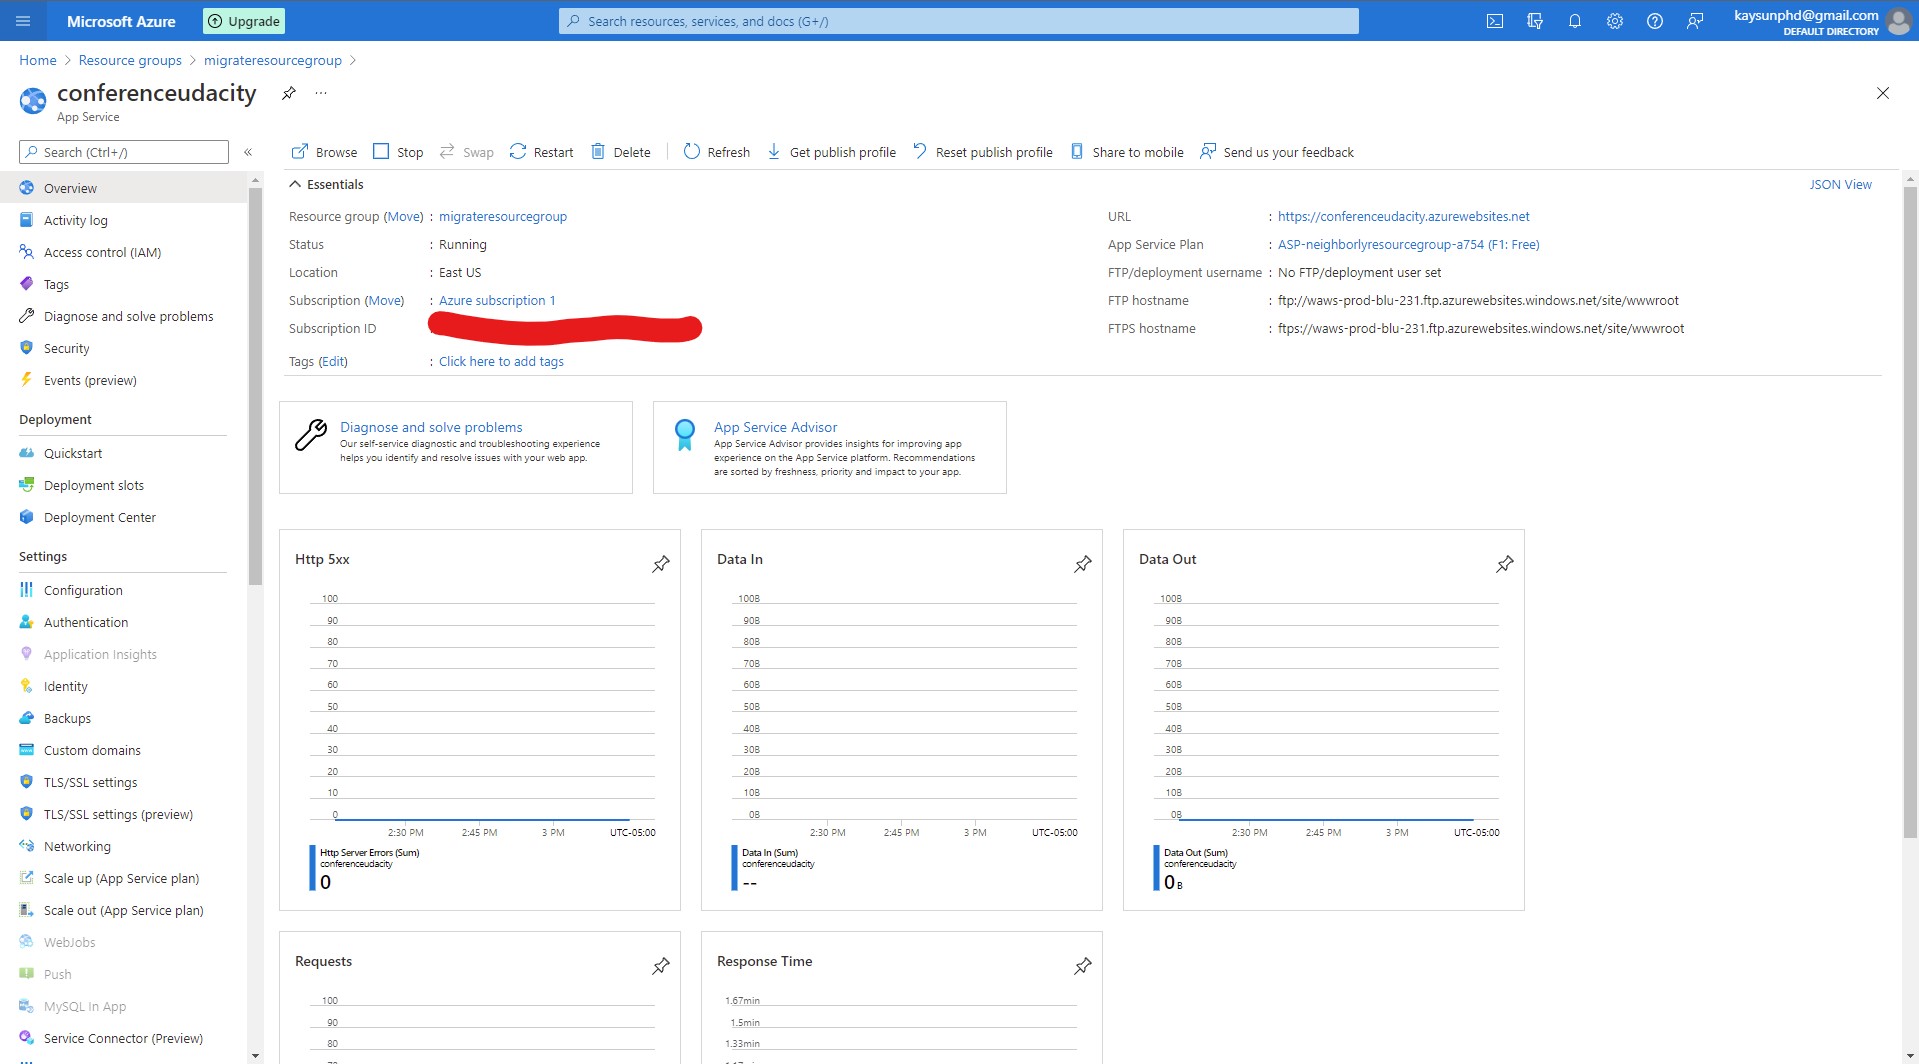 Microsoft Azure
Upgrade
Search resources, services, and docs (G+/)
kaysunphd@gmail.com
DEFAULT DIRECTORY
Home > Resource groups > migrateresourcegroup >
conferenceudacity
...
App Service
Search (Ctrl+/)
«
Overview
Activity log
Access control (IAM)
Tags
Diagnose and solve problems
Security
Events (preview)
Deployment
Quickstart
Deployment slots
Deployment Center
Settings
Configuration
Authentication
Application Insights
Identity
Backups
Custom domains
TLS/SSL settings
TLS/SSL settings (preview)
Networking
Scale up (App Service plan)
Scale out (App Service plan)
WebJobs
Push
MySQL In App
Service Connector (Preview)
Browse Stop Swap Restart Delete Refresh Get publish profile Reset publish profile Share to mobile Send us your feedback
Essentials
JSON View
Resource group (Move) : migrateresourcegroup
Status : Running
Location : East US
Subscription (Move) : Azure subscription 1
Subscription ID
Tags (Edit) : Click here to add tags
URL : https://conferenceudacity.azurewebsites.net
App Service Plan : ASP-neighborlyresourcegroup-a754 (F1: Free)
FTP/deployment username : No FTP/deployment user set
FTP hostname : ftp://waws-prod-blu-231.ftp.azurewebsites.windows.net/site/wwwroot
FTPS hostname : ftps://waws-prod-blu-231.ftp.azurewebsites.windows.net/site/wwwroot
Diagnose and solve problems
Our self-service diagnostic and troubleshooting experience
helps you identify and resolve issues with your web app.
App Service Advisor
App Service Advisor provides insights for improving app
experience on the App Service platform. Recommendations
are sorted by freshness, priority and impact to your app.
Http 5xx
100
90
80
70
60
50
40
30
20
10
0
2:30 PM 2:45 PM 3 PM UTC-05:00
Http Server Errors (Sum)
conferenceudacity
0
Data In
100B
90B
80B
70B
60B
50B
40B
30B
20B
10B
0B
2:30 PM 2:45 PM 3 PM UTC-05:00
Data In (Sum)
conferenceudacity
--
Data Out
100B
90B
80B
70B
60B
50B
40B
30B
20B
10B
0B
2:30 PM 2:45 PM 3 PM UTC-05:00
Data Out (Sum)
conferenceudacity
0 B
Requests
100
90
80
Response Time
1.67min
1.5min
1.33min